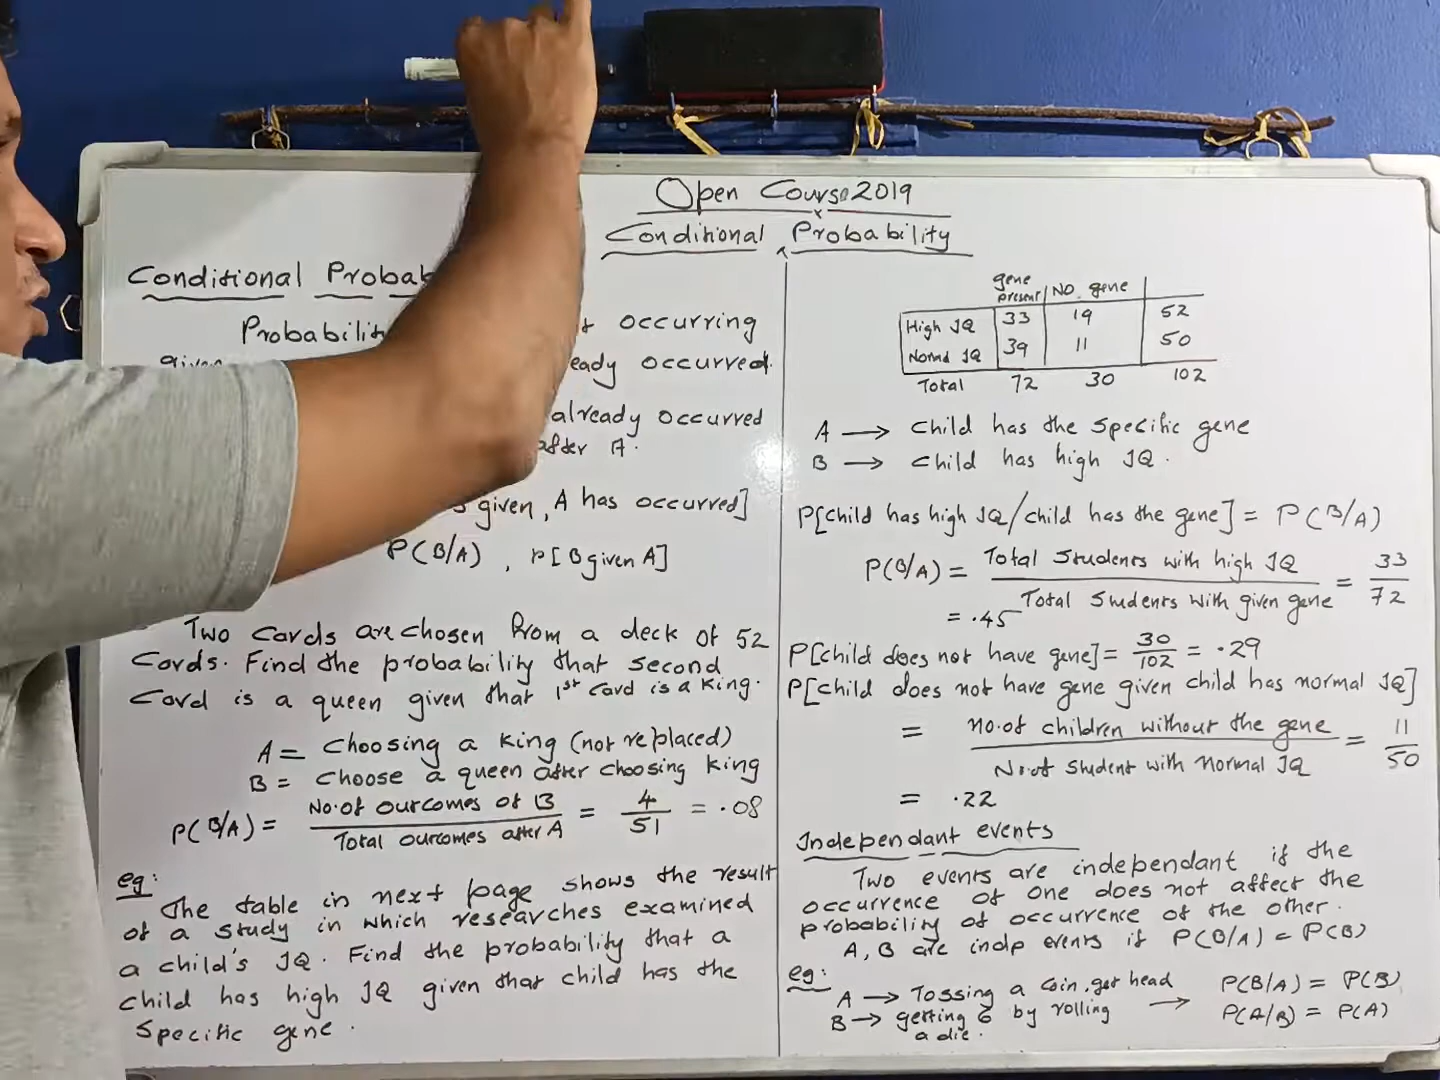 Open Course 2019
Conditional Probability
Conditional
Probability occurring
given occurred.
already occurred
after A.
given, A has occurred]
P(B/A), P[B given A]
Two cards are chosen from a deck of 52
cards. Find the probability that second
card is a queen given that 1st card is a king.
A = choosing a king (not replaced)
B = choose a queen after choosing king
P(B/A) = No. of outcomes of B / Total outcomes after A = 4/51 = .08
eg:
The table in next page shows the result
of a study in which researches examined
a child's IQ. Find the probability that a
child has high IQ given that child has the
specific gene.
gene present NO. gene
High IQ 33 19 52
Normal IQ 39 11 50
Total 72 30 102
A → child has the specific gene
B → child has high IQ.
P[child has high IQ/child has the gene] = P(B/A)
P(B/A) = Total students with high IQ / Total students with given gene = 33/72
= .45
P[child does not have gene] = 30/102 = .29
P[child does not have gene given child has normal IQ]
= no. of children without the gene / No. of student with normal IQ = 11/50
= .22
Independant events
Two events are independant if the
occurrence of one does not affect the
probability of occurrence of the other.
A, B are indp events if P(B/A) = P(B)
eg:
A → Tossing a coin, get head P(B/A) = P(B)
B → getting 6 by rolling → P(A/B) = P(A)
a die.